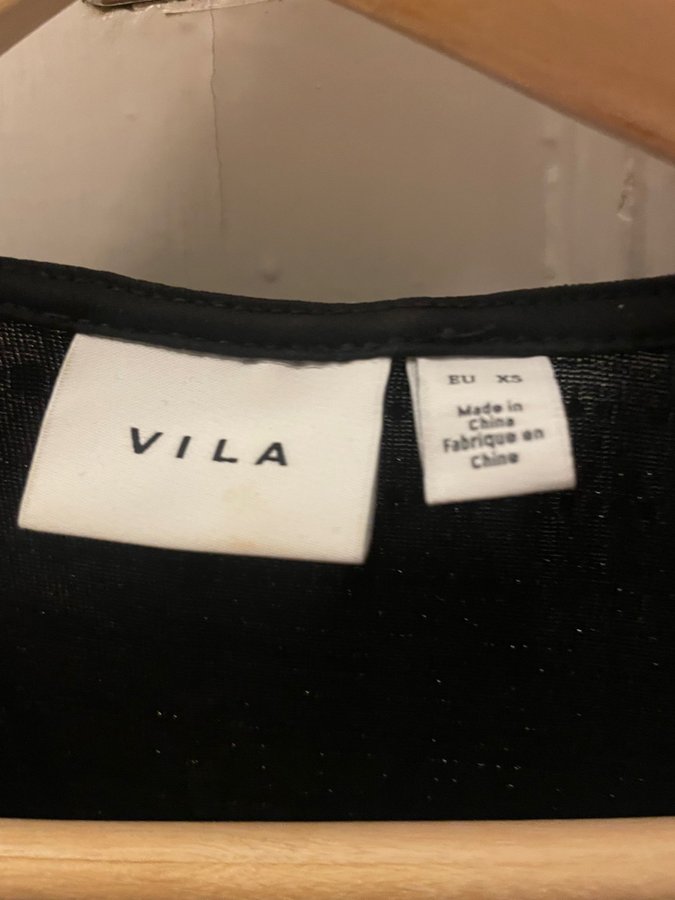 VILA
EU XS
Made in
China
Fabriqué en
Chine